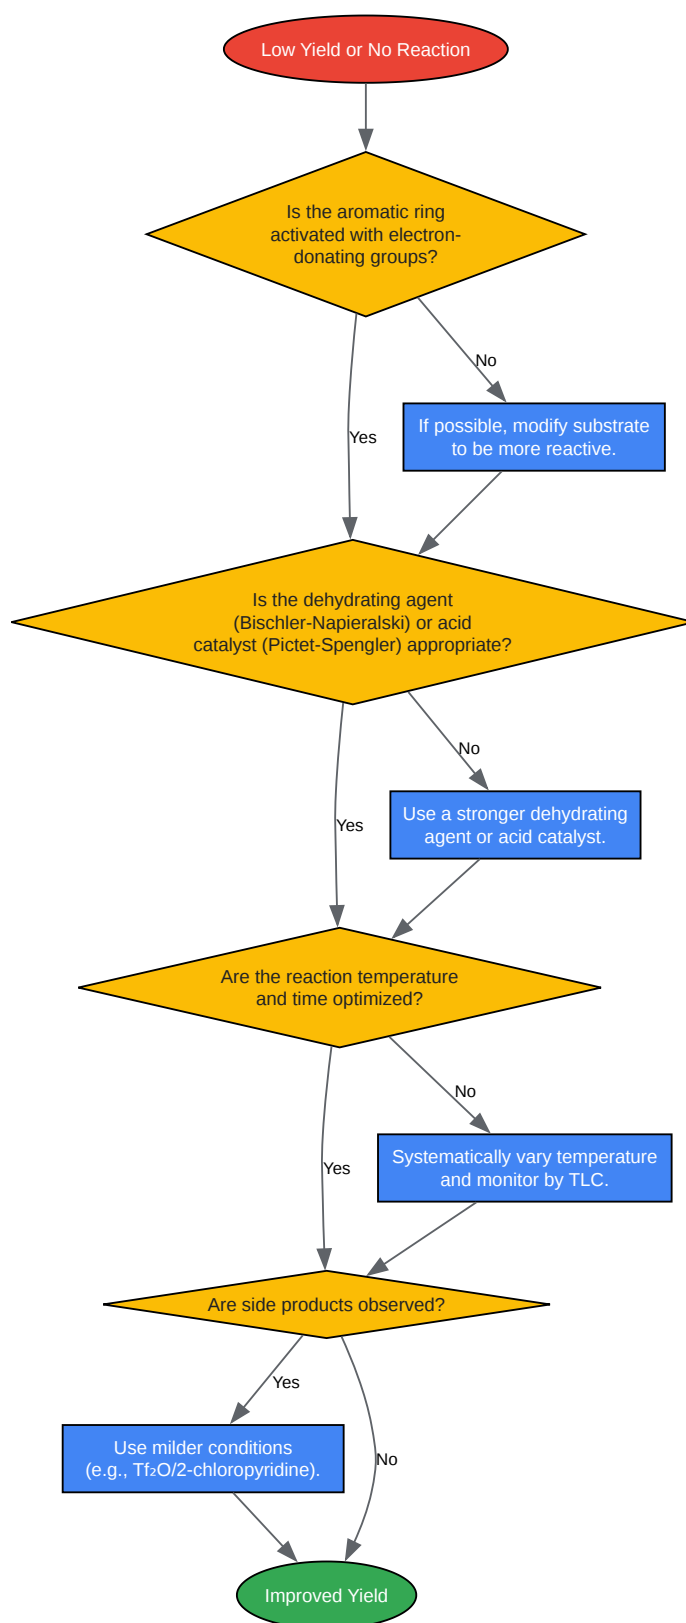 Low Yield or No Reaction
Is the aromatic ring
activated with electron-
donating groups?
No
If possible, modify substrate
to be more reactive.
Yes
Is the dehydrating agent
(Bischler-Napieralski) or acid
catalyst (Pictet-Spengler) appropriate?
No
Use a stronger dehydrating
agent or acid catalyst.
Yes
Are the reaction temperature
and time optimized?
No
Systematically vary temperature
and monitor by TLC.
Yes
Are side products observed?
Yes
Use milder conditions
(e.g., Tf₂O/2-chloropyridine).
No
Improved Yield